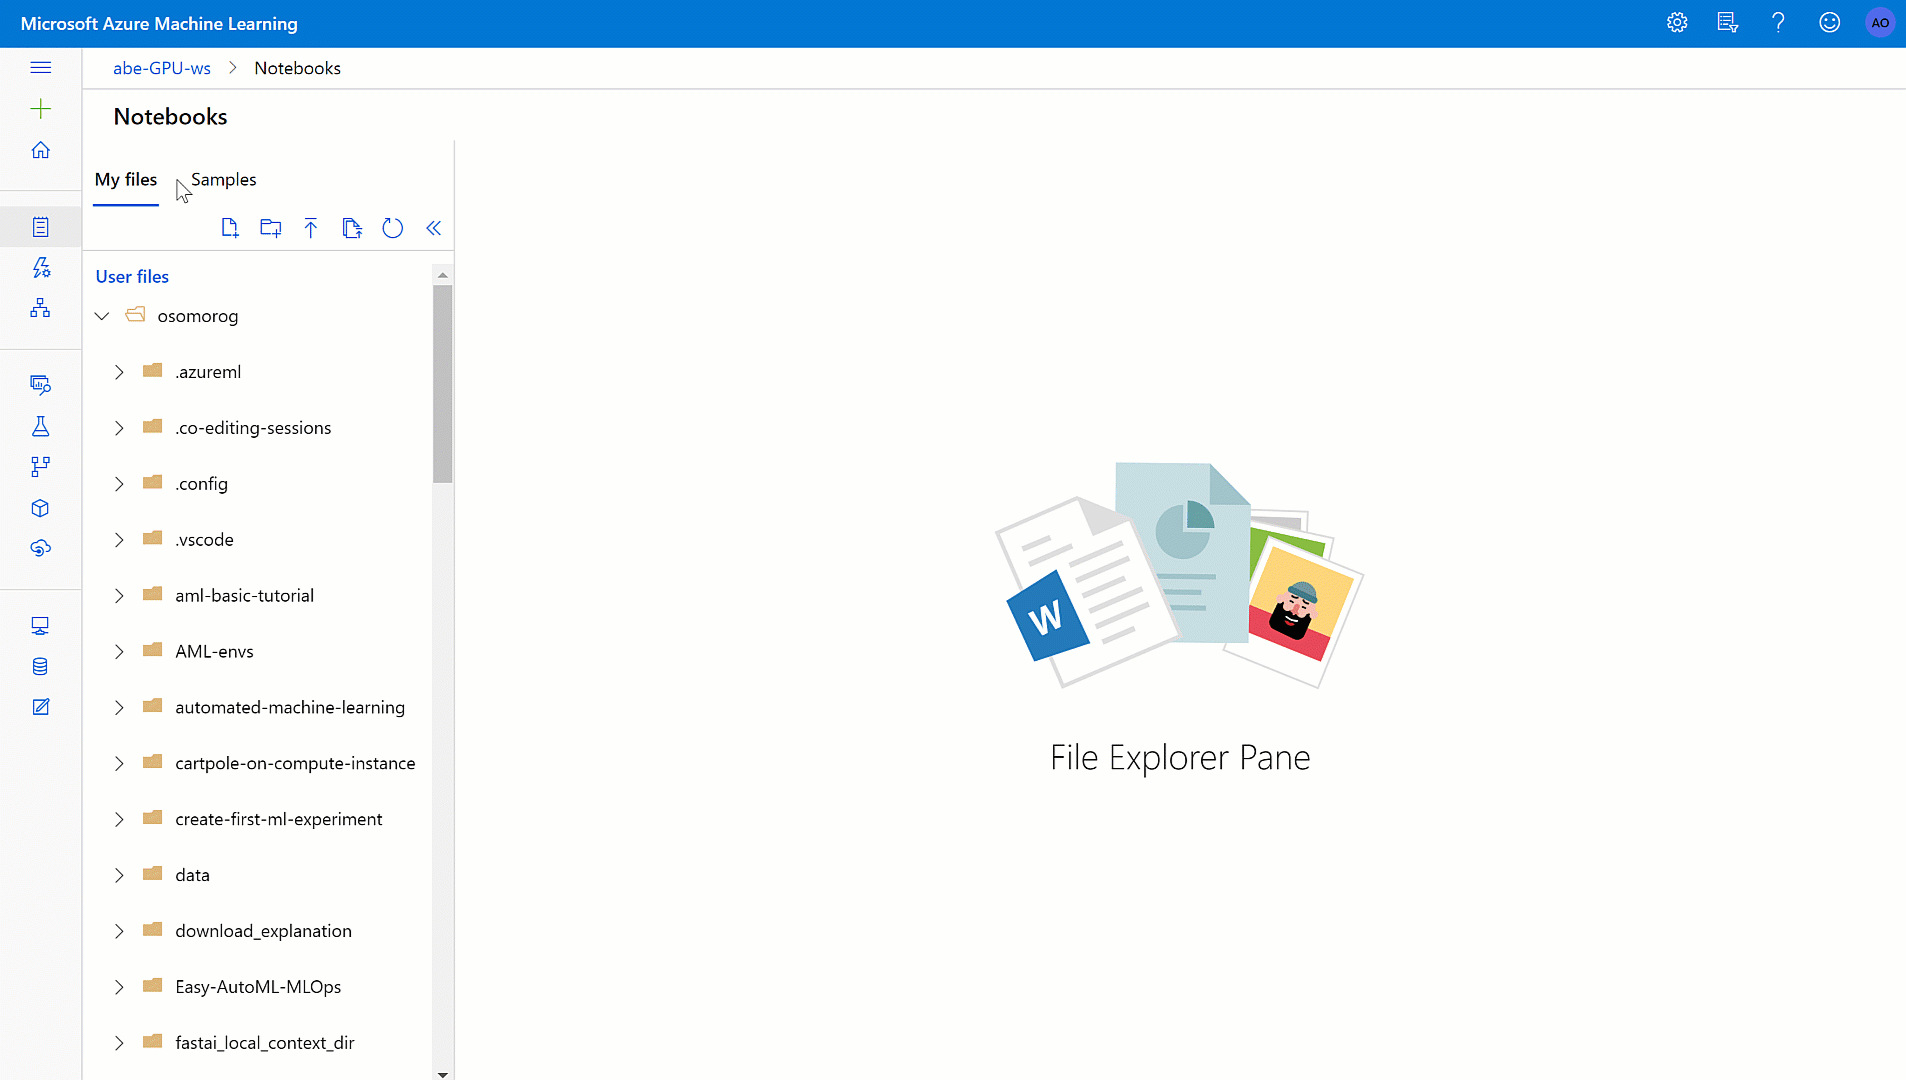 Microsoft Azure Machine Learning
AO
abe-GPU-ws > Notebooks
Notebooks
My files
Samples
User files
osomorog
.azureml
.co-editing-sessions
.config
.vscode
aml-basic-tutorial
AML-envs
automated-machine-learning
cartpole-on-compute-instance
create-first-ml-experiment
data
download_explanation
Easy-AutoML-MLOps
fastai_local_context_dir
W
File Explorer Pane